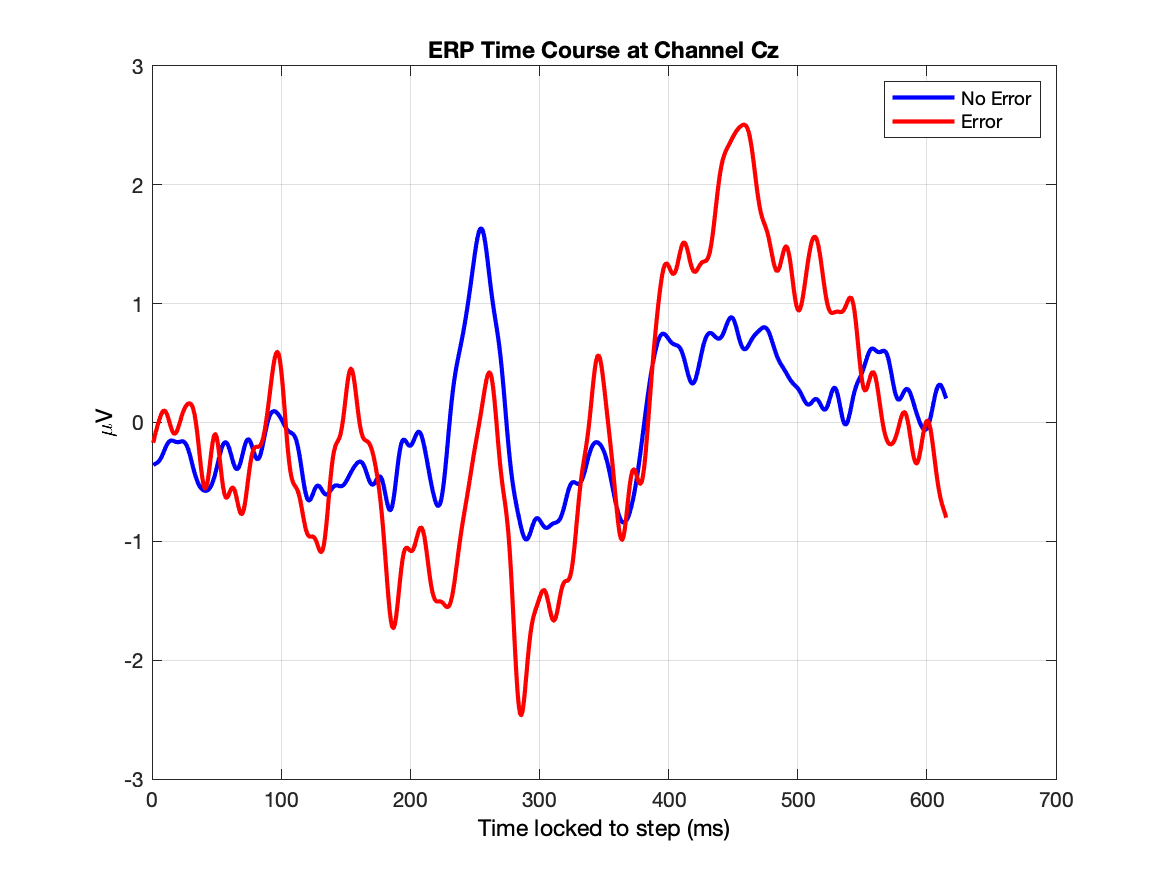 ERP Time Course at Channel Cz
No Error
Error
3
2
1
0
-1
-2
-3
μV
0 100 200 300 400 500 600 700
Time locked to step (ms)